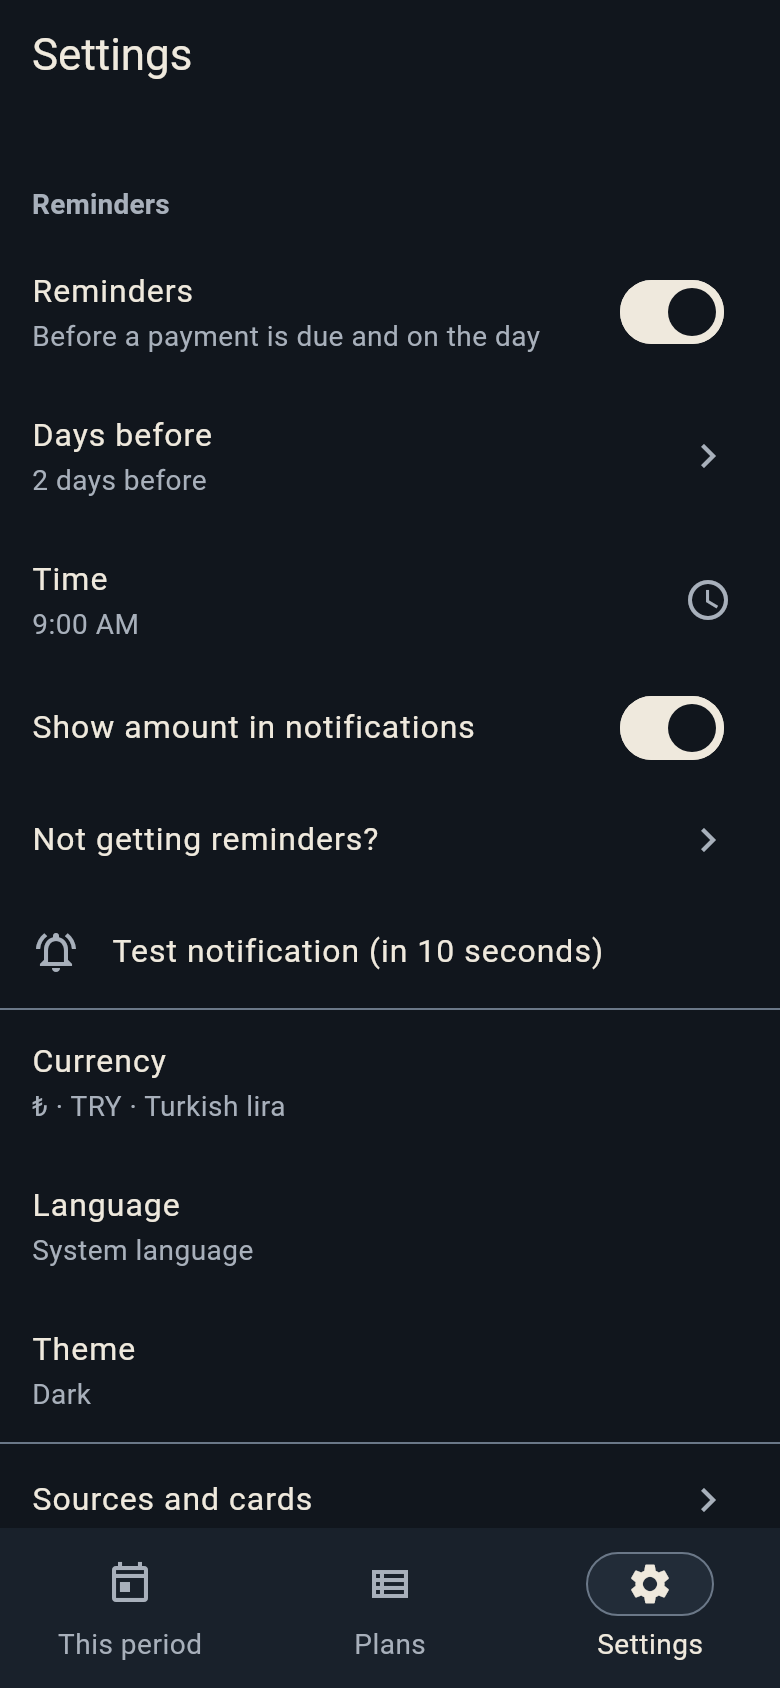 Settings
Reminders
Reminders
Before a payment is due and on the day
Days before
2 days before
Time
9:00 AM
Show amount in notifications
Not getting reminders?
Test notification (in 10 seconds)
Currency
₺ · TRY · Turkish lira
Language
System language
Theme
Dark
Sources and cards
This period
Plans
Settings